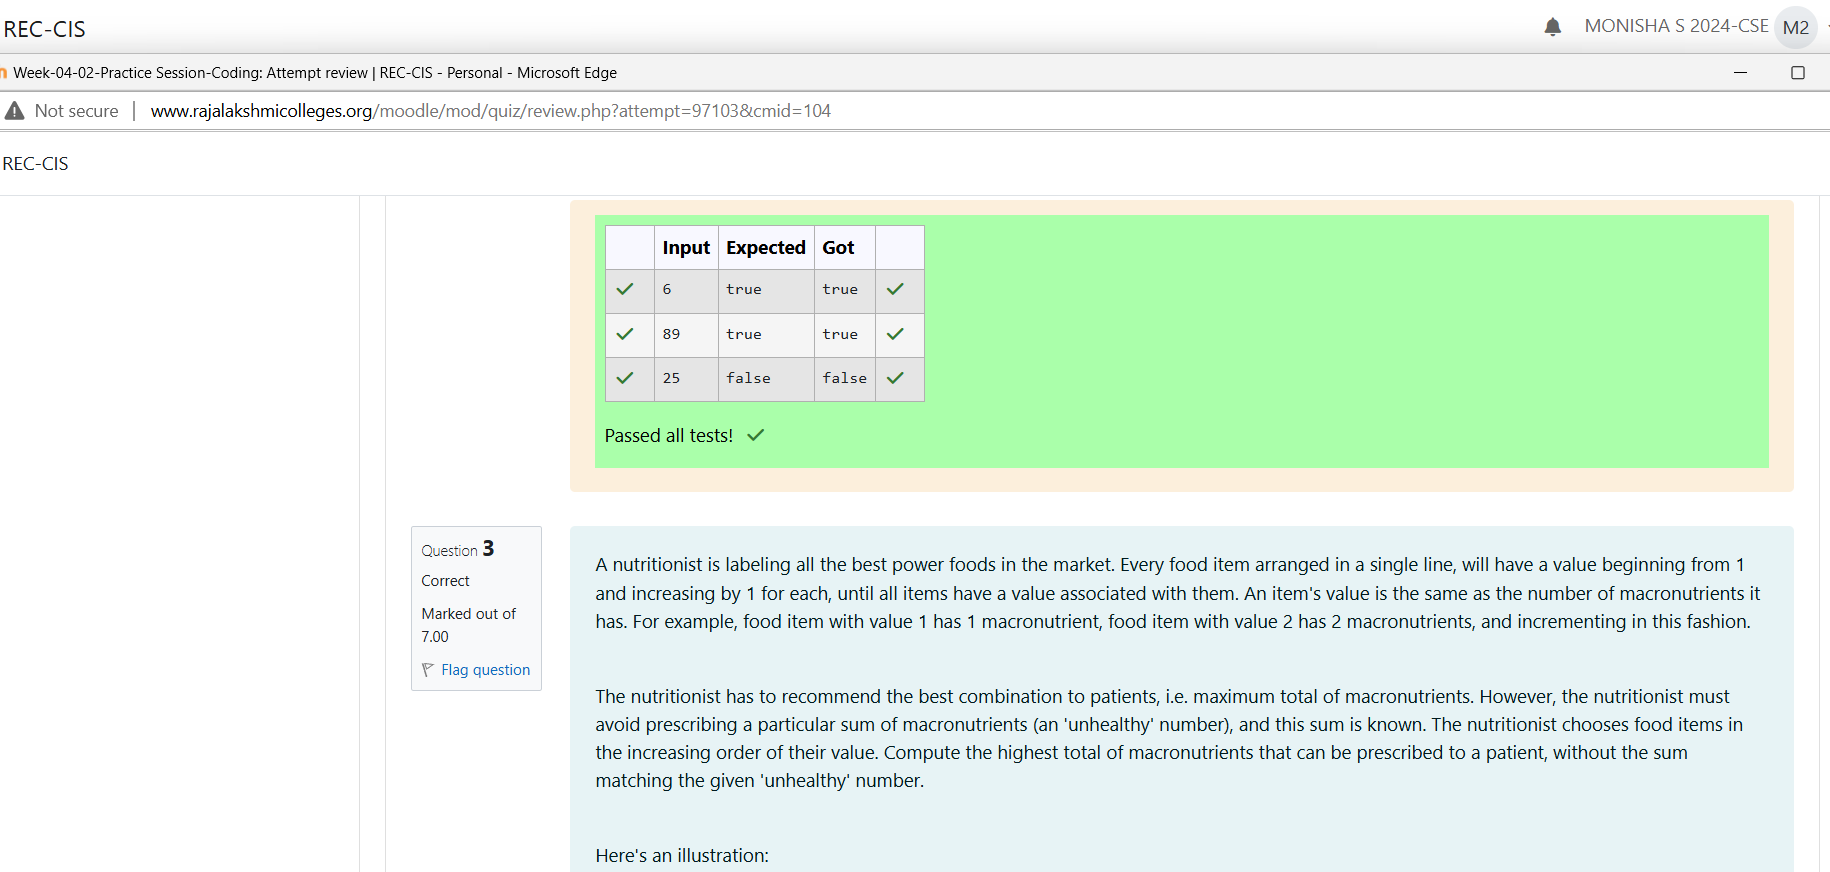 REC-CIS
MONISHA S 2024-CSE M2
Week-04-02-Practice Session-Coding: Attempt review | REC-CIS - Personal - Microsoft Edge
Not secure | www.rajalakshmicolleges.org/moodle/mod/quiz/review.php?attempt=97103&cmid=104
REC-CIS
Input Expected Got
6 true true
89 true true
25 false false
Passed all tests!
Question 3
Correct
Marked out of
7.00
Flag question
A nutritionist is labeling all the best power foods in the market. Every food item arranged in a single line, will have a value beginning from 1
and increasing by 1 for each, until all items have a value associated with them. An item's value is the same as the number of macronutrients it
has. For example, food item with value 1 has 1 macronutrient, food item with value 2 has 2 macronutrients, and incrementing in this fashion.
The nutritionist has to recommend the best combination to patients, i.e. maximum total of macronutrients. However, the nutritionist must
avoid prescribing a particular sum of macronutrients (an 'unhealthy' number), and this sum is known. The nutritionist chooses food items in
the increasing order of their value. Compute the highest total of macronutrients that can be prescribed to a patient, without the sum
matching the given 'unhealthy' number.
Here's an illustration: